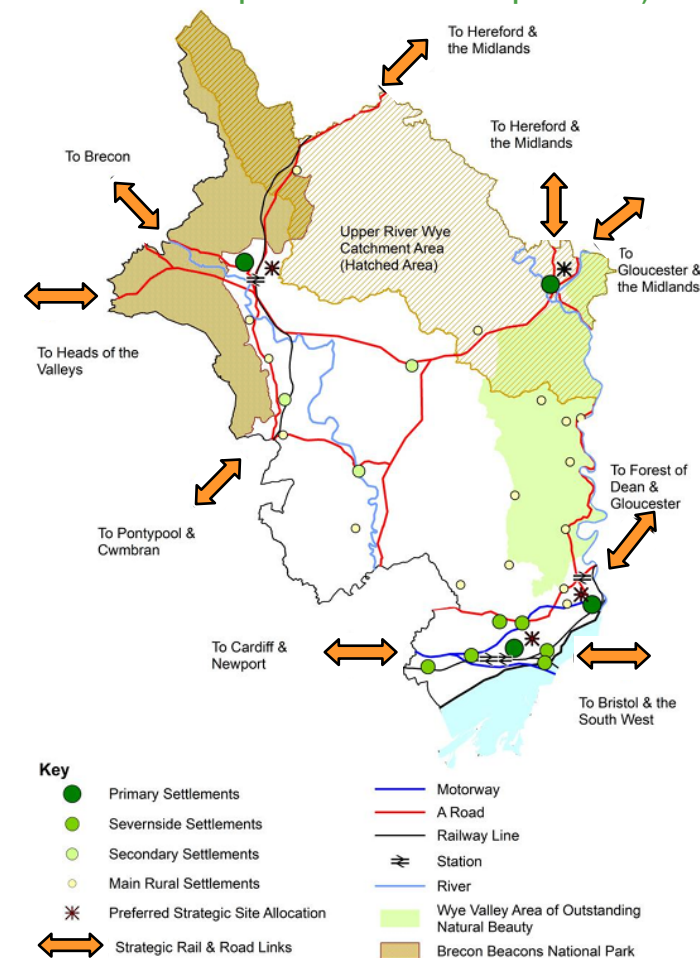 To Hereford &
the Midlands
To Hereford &
the Midlands
To Brecon
Upper River Wye
Catchment Area
(Hatched Area)
To
Gloucester &
the Midlands
To Heads of the
Valleys
To Forest of
Dean &
Gloucester
To Pontypool &
Cwmbran
To Cardiff &
Newport
To Bristol & the
South West
Key
Primary Settlements
Severnside Settlements
Secondary Settlements
Main Rural Settlements
Preferred Strategic Site Allocation
Strategic Rail & Road Links
Motorway
A Road
Railway Line
Station
River
Wye Valley Area of Outstanding
Natural Beauty
Brecon Beacons National Park